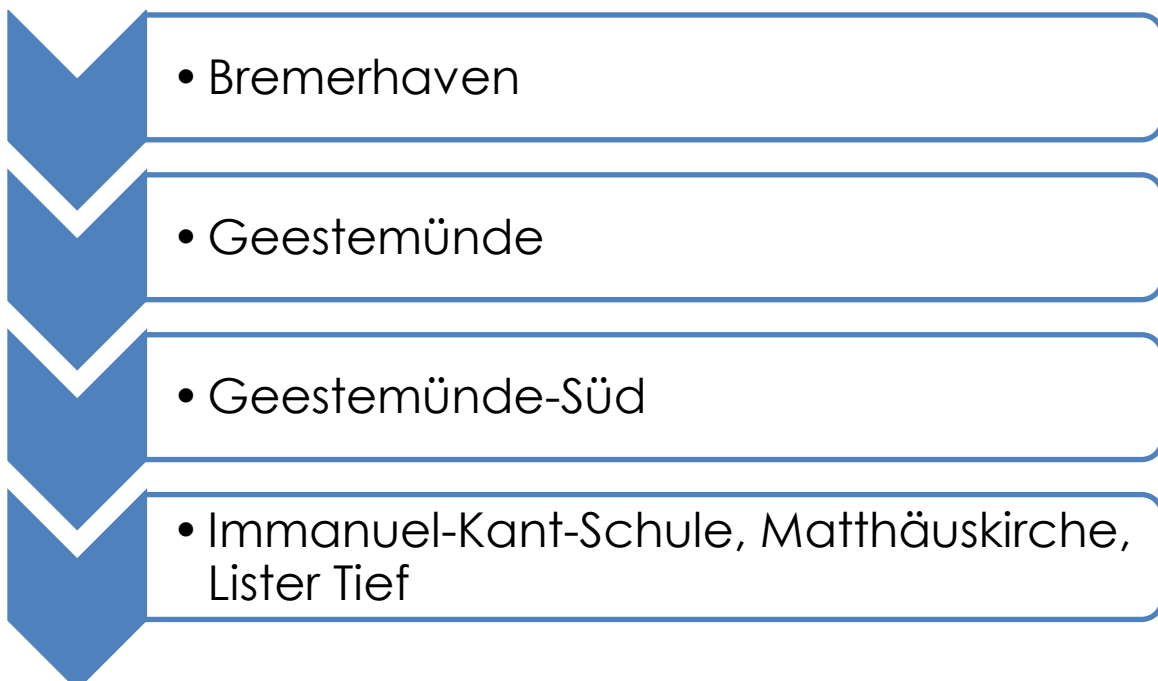 • Bremerhaven
• Geestemünde
• Geestemünde-Süd
• Immanuel-Kant-Schule, Matthäuskirche,
Lister Tief